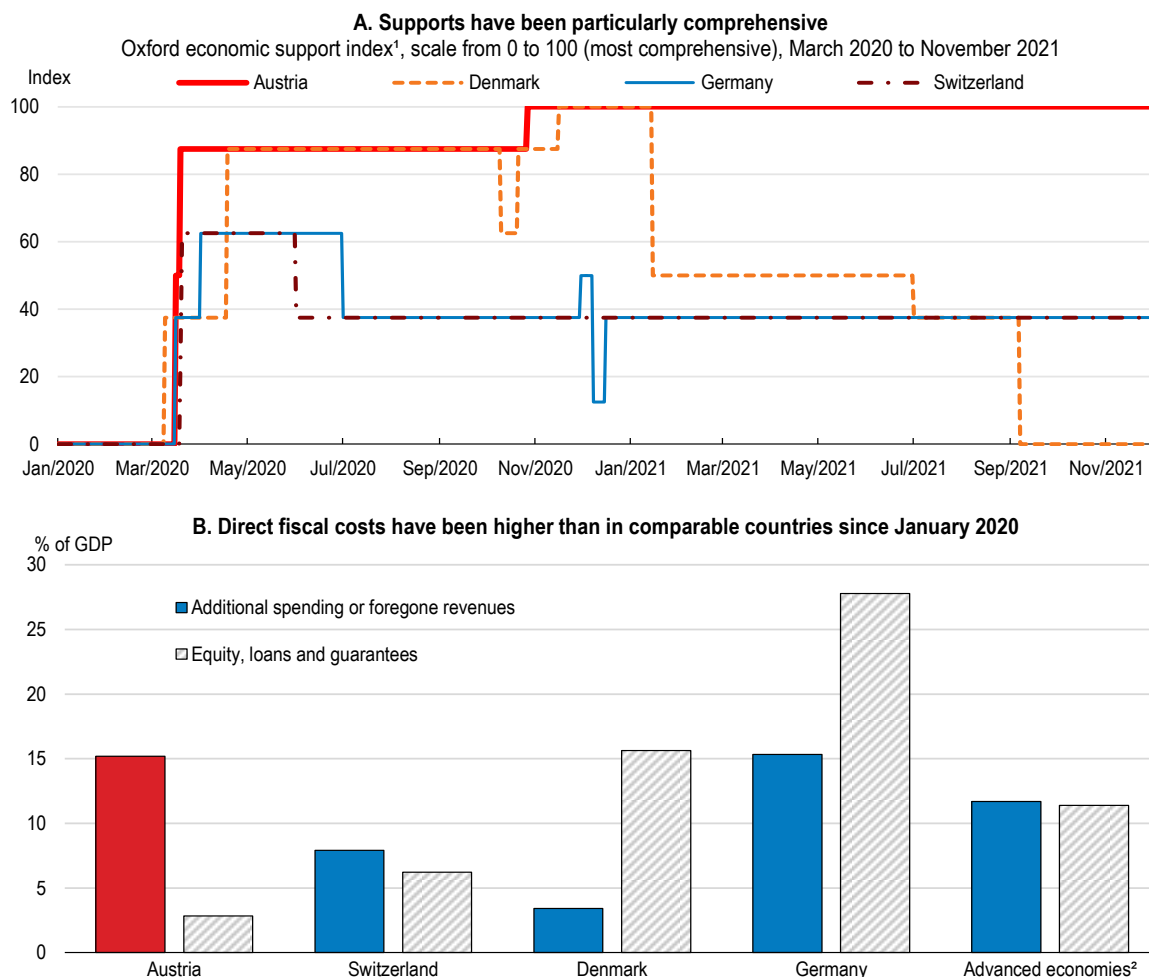 A. Supports have been particularly comprehensive
Oxford economic support index¹, scale from 0 to 100 (most comprehensive), March 2020 to November 2021
Index
Austria Denmark Germany Switzerland
100
80
60
40
20
0
Jan/2020 Mar/2020 May/2020 Jul/2020 Sep/2020 Nov/2020 Jan/2021 Mar/2021 May/2021 Jul/2021 Sep/2021 Nov/2021
B. Direct fiscal costs have been higher than in comparable countries since January 2020
% of GDP
30
Additional spending or foregone revenues
Equity, loans and guarantees
25
20
15
10
5
0
Austria Switzerland Denmark Germany Advanced economies²